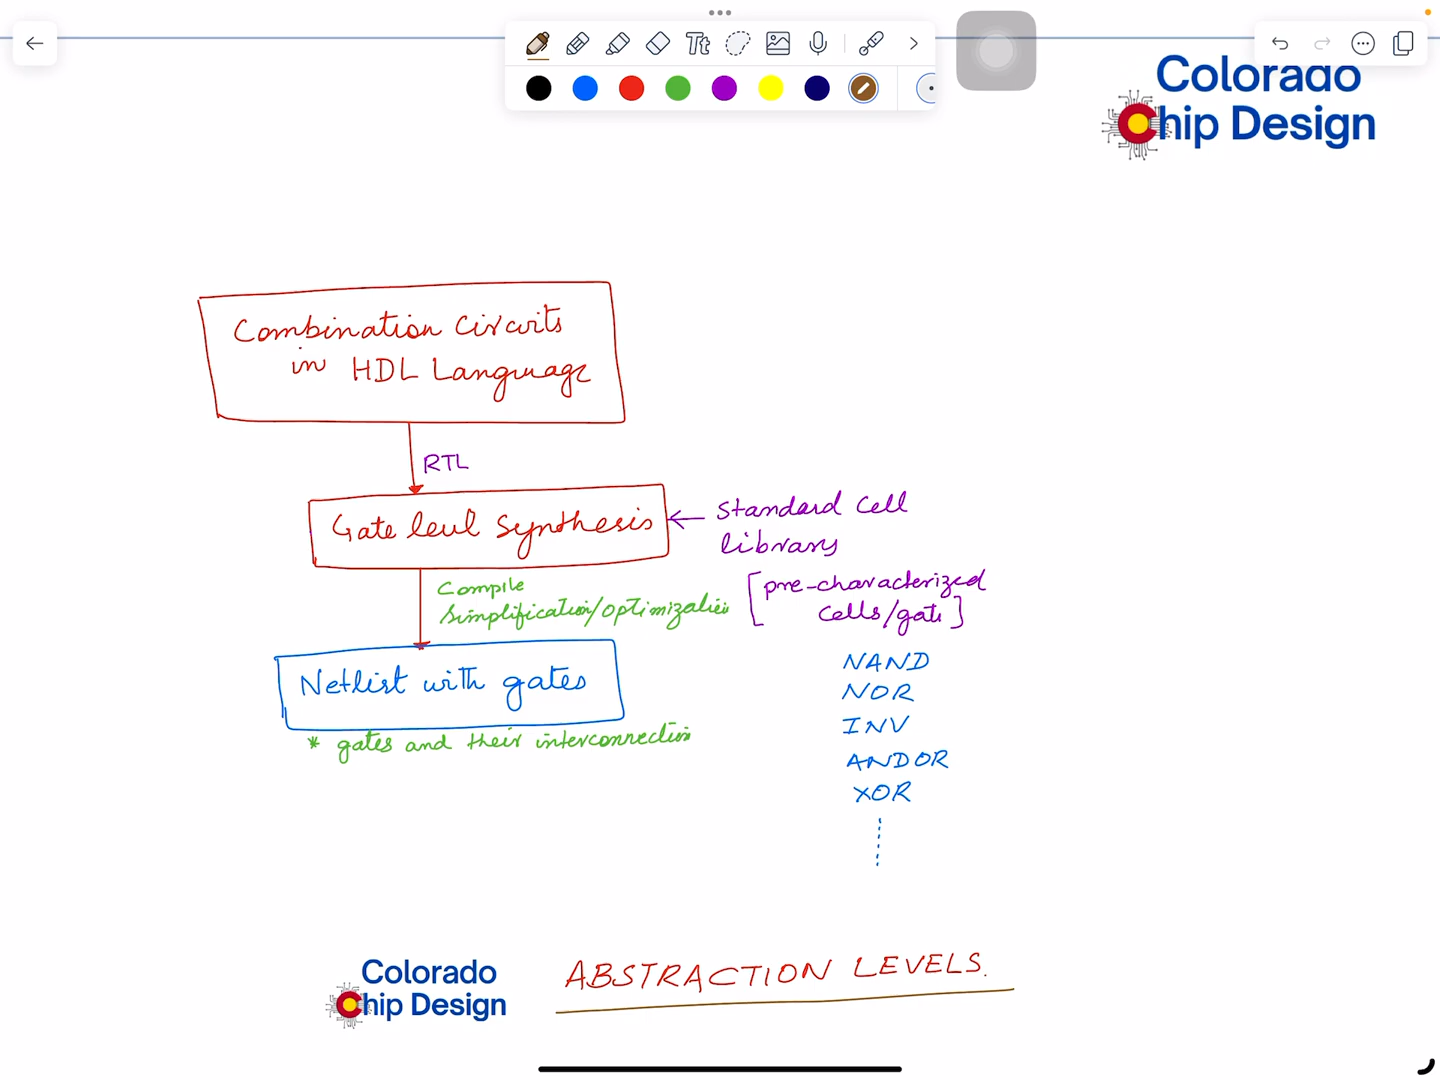 Tt
Colorado
Chip Design
Combination Circuits
in HDL Language
RTL
Gate level Synthesis
Standard Cell
library
Compile
Simplification/optimization
[pre-characterized
Cells/gate]
NAND
NOR
INV
ANDOR
XOR
Netlist with gates
* gates and their interconnection
Colorado
Chip Design
ABSTRACTION LEVELS.